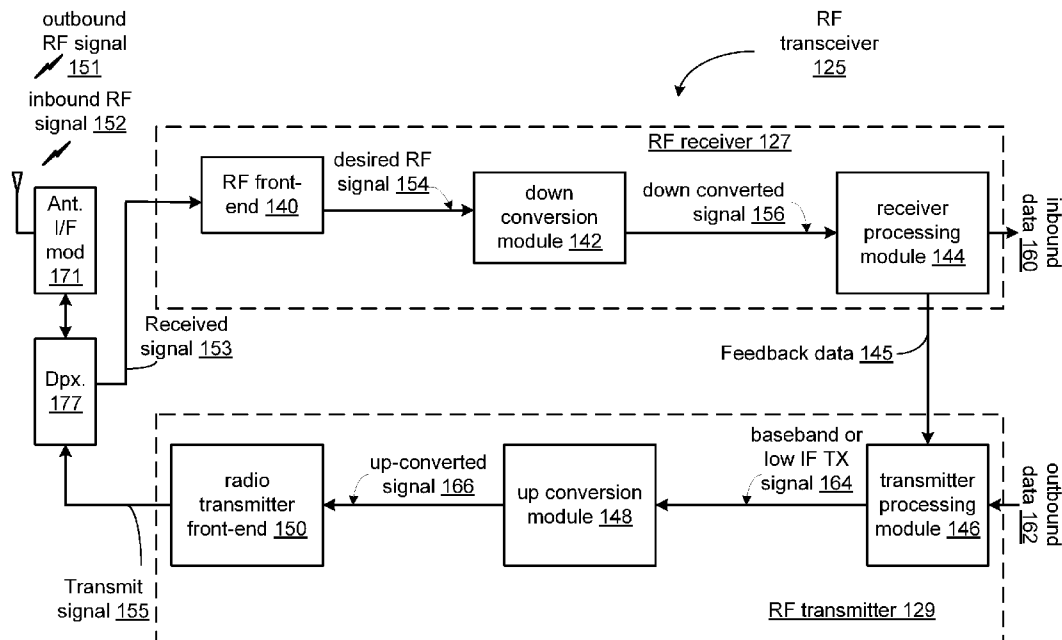 outbound
RF signal
151
inbound RF
signal 152
RF
transceiver
125
RF receiver 127
Ant.
I/F
mod
171
RF front-
end 140
desired RF
signal 154
down
conversion
module 142
down converted
signal 156
receiver
processing
module 144
inbound
data 160
Received
signal 153
Feedback data 145
Dpx.
177
radio
transmitter
front-end 150
up-converted
signal 166
up conversion
module 148
baseband or
low IF TX
signal 164
transmitter
processing
module 146
outbound
data 162
Transmit
signal 155
RF transmitter 129